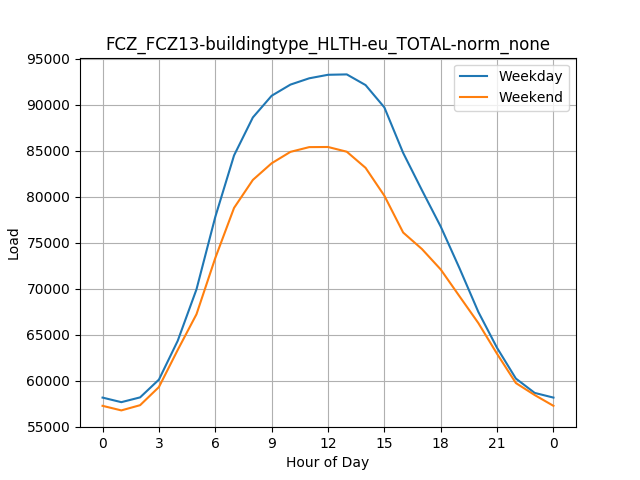 FCZ_FCZ13-buildingtype_HLTH-eu_TOTAL-norm_none
Weekday
Weekend
95000
90000
85000
80000
75000
70000
65000
60000
55000
Load
0 3 6 9 12 15 18 21 0
Hour of Day